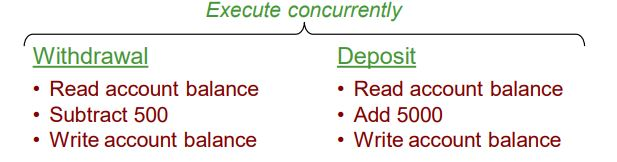 Execute concurrently
Withdrawal
• Read account balance
• Subtract 500
• Write account balance
Deposit
• Read account balance
• Add 5000
• Write account balance